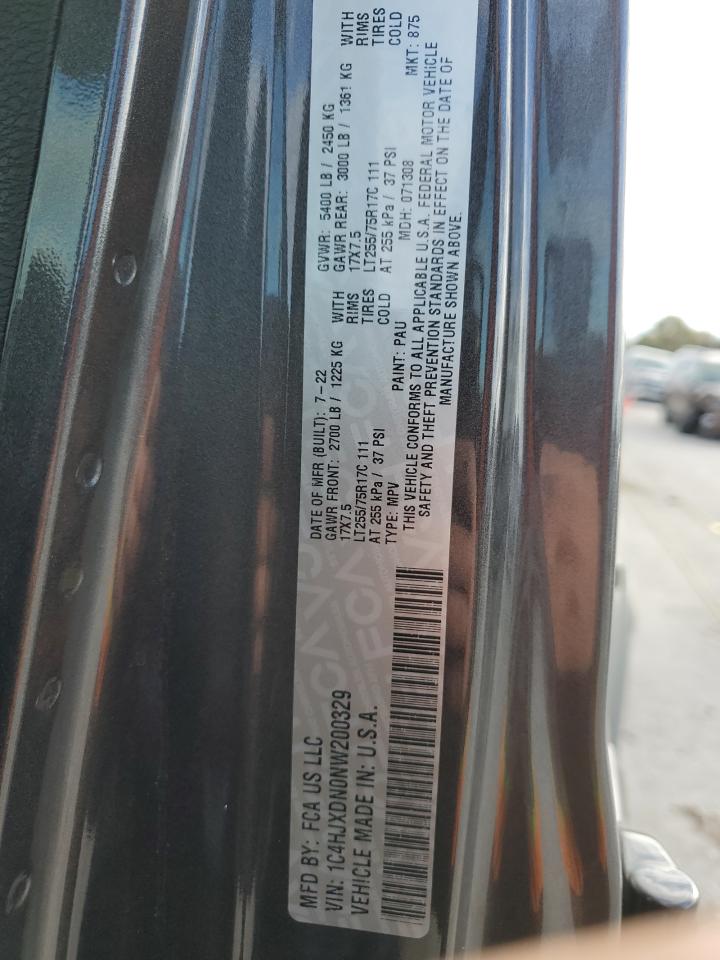 MFD BY: FCA US LLC
VIN: 1C4HJXDN0NW200329
VEHICLE MADE IN: U.S.A.
DATE OF MFR (BUILT): 7-22
GAWR FRONT: 2700 LB / 1225 KG WITH
17X7.5 RIMS
LT255/75R17C 111 TIRES
AT 255 kPa / 37 PSI COLD
TYPE: MPV PAINT: PAU
GVWR: 5400 LB / 2450 KG
GAWR REAR: 3000 LB / 1361 KG WITH
17X7.5 RIMS
LT255/75R17C 111 TIRES
AT 255 kPa / 37 PSI COLD
MDH: 071308 MKT: 875
THIS VEHICLE CONFORMS TO ALL APPLICABLE U.S.A. FEDERAL MOTOR VEHICLE
SAFETY AND THEFT PREVENTION STANDARDS IN EFFECT ON THE DATE OF
MANUFACTURE SHOWN ABOVE.